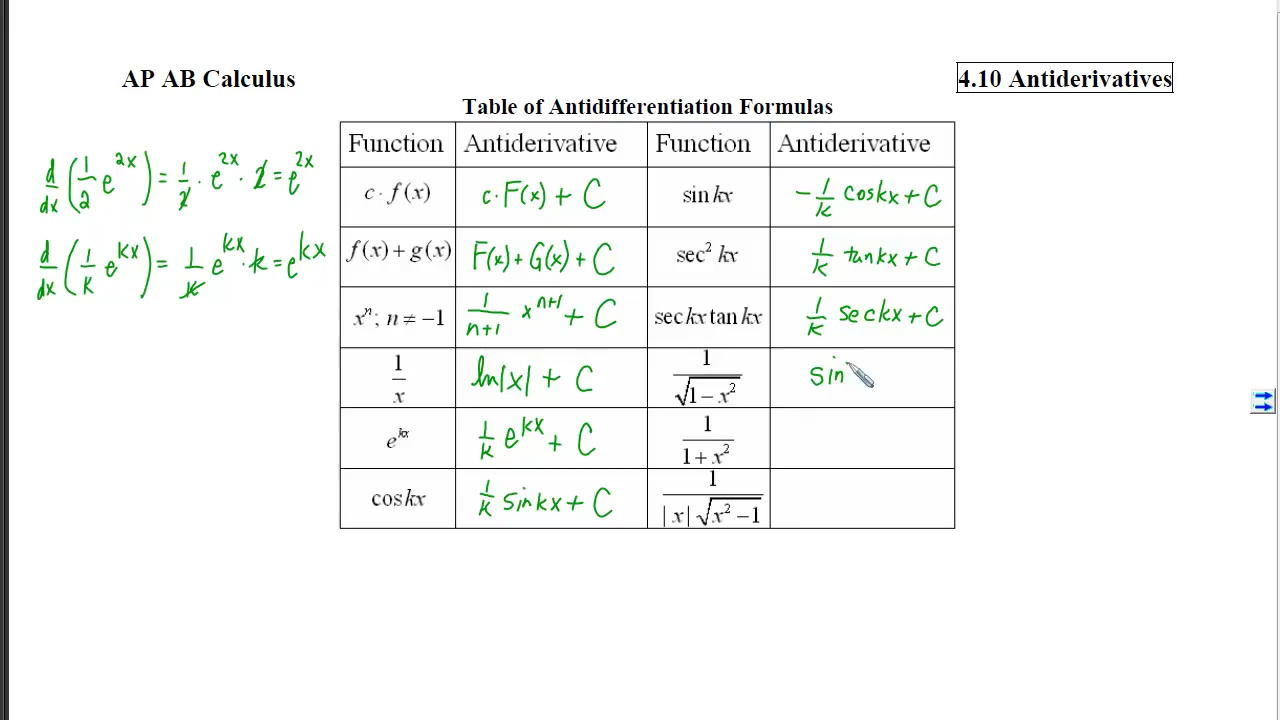 AP AB Calculus
4.10 Antiderivatives
Table of Antidifferentiation Formulas
Function Antiderivative Function Antiderivative
c · f(x) c · F(x) + C sin kx -1/k cos kx + C
f(x) + g(x) F(x) + G(x) + C sec² kx 1/k tan kx + C
xⁿ; n ≠ −1 1/(n+1) xⁿ⁺¹ + C sec kx tan kx 1/k sec kx + C
1/x ln|x| + C 1/√(1 − x²) sin
e^(kx) 1/k e^(kx) + C 1/(1 + x²)
cos kx 1/k sin kx + C 1/(|x|√(x² − 1))
d/dx (1/2 e^(2x)) = 1/2 · e^(2x) · 2 = e^(2x)
d/dx (1/k e^(kx)) = 1/k e^(kx) · k = e^(kx)